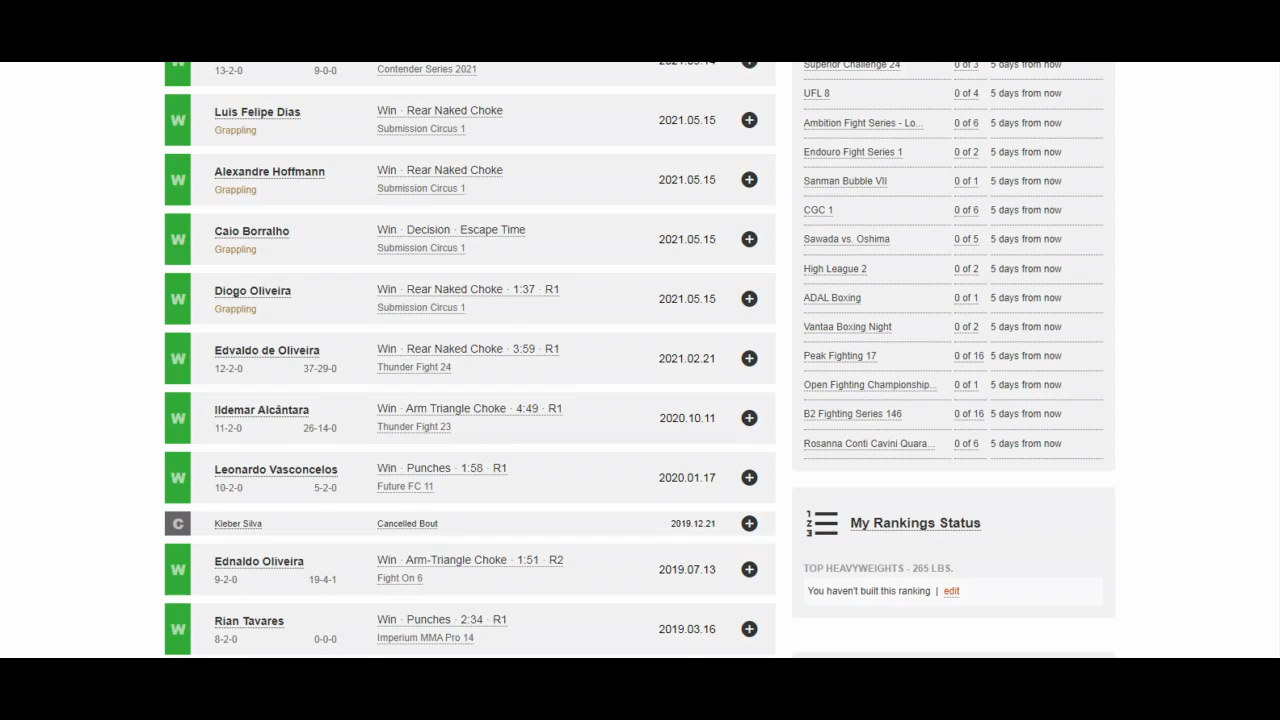 W
13-2-0
9-0-0
Contender Series 2021
W
Luis Felipe Dias
Grappling
Win · Rear Naked Choke
Submission Circus 1
2021.05.15
W
Alexandre Hoffmann
Grappling
Win · Rear Naked Choke
Submission Circus 1
2021.05.15
W
Caio Borralho
Grappling
Win · Decision · Escape Time
Submission Circus 1
2021.05.15
W
Diogo Oliveira
Grappling
Win · Rear Naked Choke · 1:37 · R1
Submission Circus 1
2021.05.15
W
Edvaldo de Oliveira
12-2-0
37-29-0
Win · Rear Naked Choke · 3:59 · R1
Thunder Fight 24
2021.02.21
W
Ildemar Alcântara
11-2-0
26-14-0
Win · Arm Triangle Choke · 4:49 · R1
Thunder Fight 23
2020.10.11
W
Leonardo Vasconcelos
10-2-0
5-2-0
Win · Punches · 1:58 · R1
Future FC 11
2020.01.17
C
Kleber Silva
Cancelled Bout
2019.12.21
W
Ednaldo Oliveira
9-2-0
19-4-1
Win · Arm-Triangle Choke · 1:51 · R2
Fight On 6
2019.07.13
W
Rian Tavares
8-2-0
0-0-0
Win · Punches · 2:34 · R1
Imperium MMA Pro 14
2019.03.16
Superior Challenge 24 0 of 3 5 days from now
UFL 8 0 of 4 5 days from now
Ambition Fight Series - Lo... 0 of 6 5 days from now
Endouro Fight Series 1 0 of 2 5 days from now
Sanman Bubble VII 0 of 1 5 days from now
CGC 1 0 of 6 5 days from now
Sawada vs. Oshima 0 of 5 5 days from now
High League 2 0 of 2 5 days from now
ADAL Boxing 0 of 1 5 days from now
Vantaa Boxing Night 0 of 2 5 days from now
Peak Fighting 17 0 of 16 5 days from now
Open Fighting Championship... 0 of 1 5 days from now
B2 Fighting Series 146 0 of 16 5 days from now
Rosanna Conti Cavini Quara... 0 of 6 5 days from now
1
2
3
My Rankings Status
TOP HEAVYWEIGHTS - 265 LBS.
You haven't built this ranking | edit